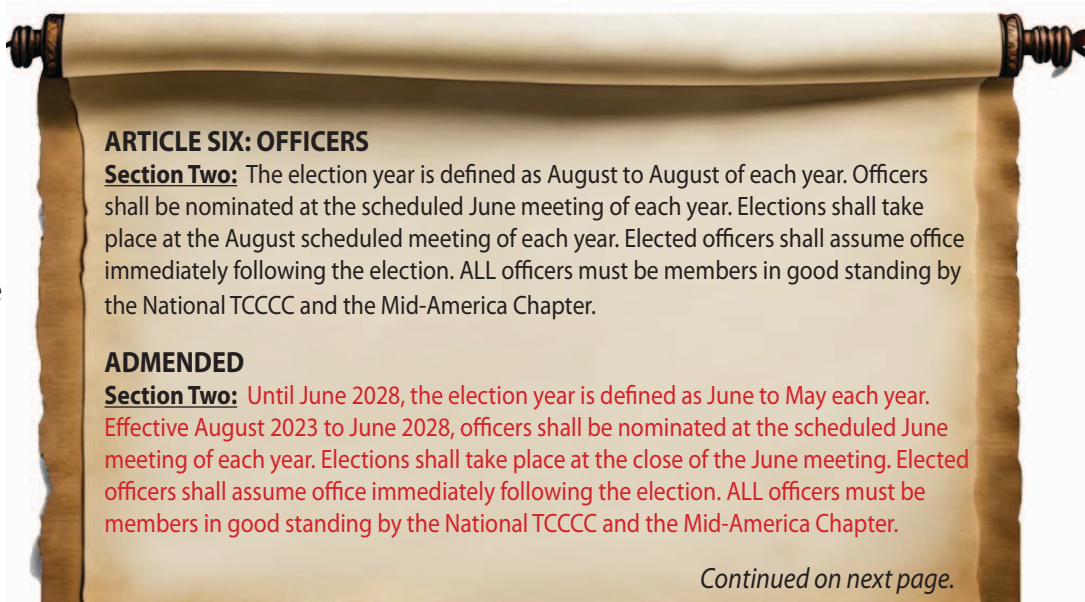 ARTICLE SIX: OFFICERS
Section Two: The election year is defined as August to August of each year. Officers
shall be nominated at the scheduled June meeting of each year. Elections shall take
place at the August scheduled meeting of each year. Elected officers shall assume office
immediately following the election. ALL officers must be members in good standing by
the National TCCCC and the Mid-America Chapter.
ADMENDED
Section Two: Until June 2028, the election year is defined as June to May each year.
Effective August 2023 to June 2028, officers shall be nominated at the scheduled June
meeting of each year. Elections shall take place at the close of the June meeting. Elected
officers shall assume office immediately following the election. ALL officers must be
members in good standing by the National TCCCC and the Mid-America Chapter.
Continued on next page.